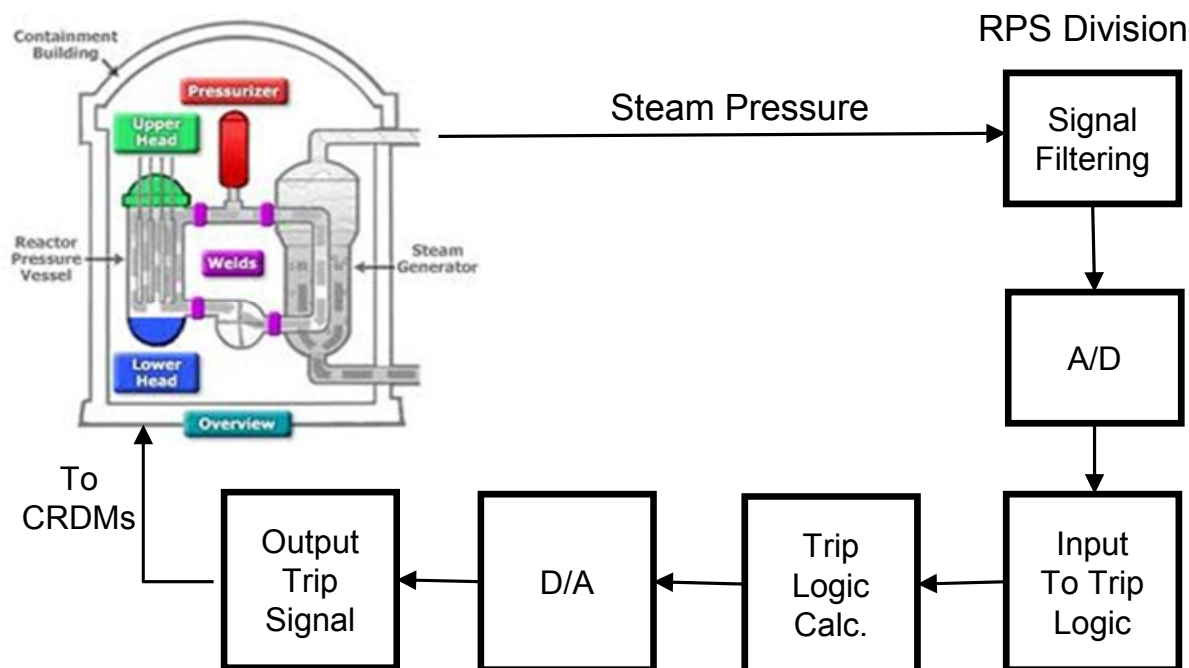 RPS Division
Containment
Building
Pressurizer
Steam Pressure
Signal
Filtering
Upper
Head
Reactor
Pressure
Vessel
Welds
Steam
Generator
Lower
Head
A/D
Overview
To
CRDMs
Output
Trip
Signal
D/A
Trip
Logic
Calc.
Input
To Trip
Logic